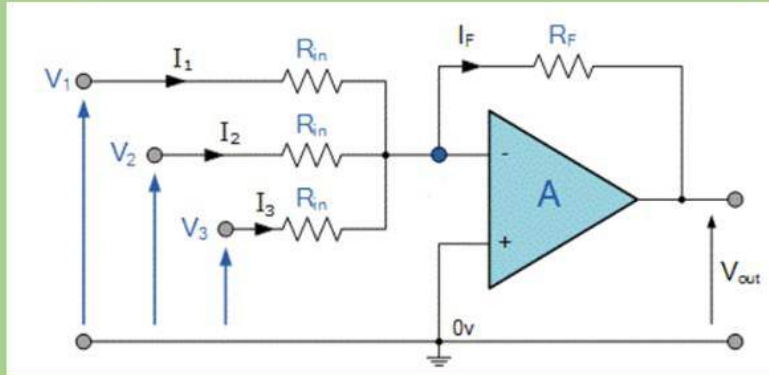 I₁ Rin IF RF
V₁
I₂ Rin
V₂ - A
I₃ Rin
V₃
+
Vout
0v